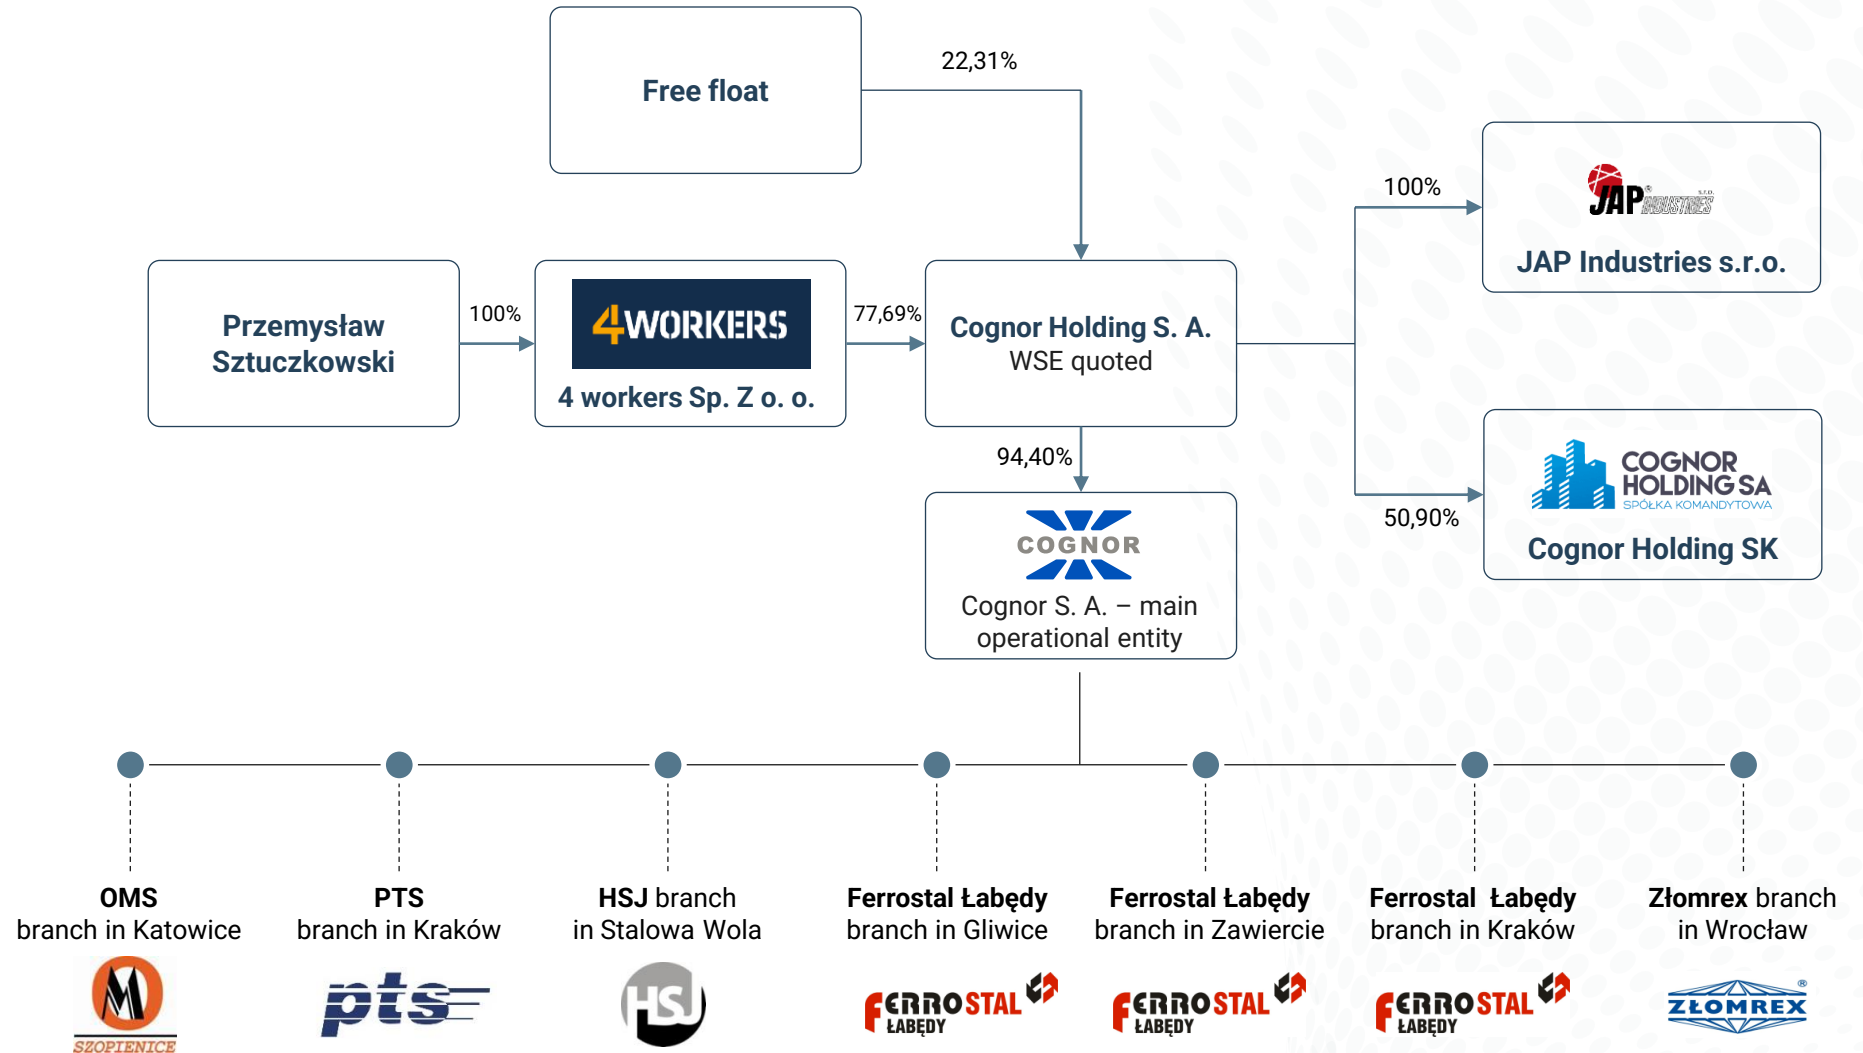 Free float
22,31%
100%
JAP® INDUSTRIES s.r.o.
JAP Industries s.r.o.
Przemysław
Sztuczkowski
100%
4WORKERS
4 workers Sp. Z o. o.
77,69%
Cognor Holding S. A.
WSE quoted
94,40%
50,90%
COGNOR
HOLDING SA
SPÓŁKA KOMANDYTOWA
Cognor Holding SK
COGNOR
Cognor S. A. – main
operational entity
OMS
branch in Katowice
SZOPIENICE
PTS
branch in Kraków
pts
HSJ branch
in Stalowa Wola
HSJ
Ferrostal Łabędy
branch in Gliwice
FERROSTAL
ŁABĘDY
Ferrostal Łabędy
branch in Zawiercie
FERROSTAL
ŁABĘDY
Ferrostal Łabędy
branch in Kraków
FERROSTAL
ŁABĘDY
Złomrex branch
in Wrocław
ZŁOMREX®